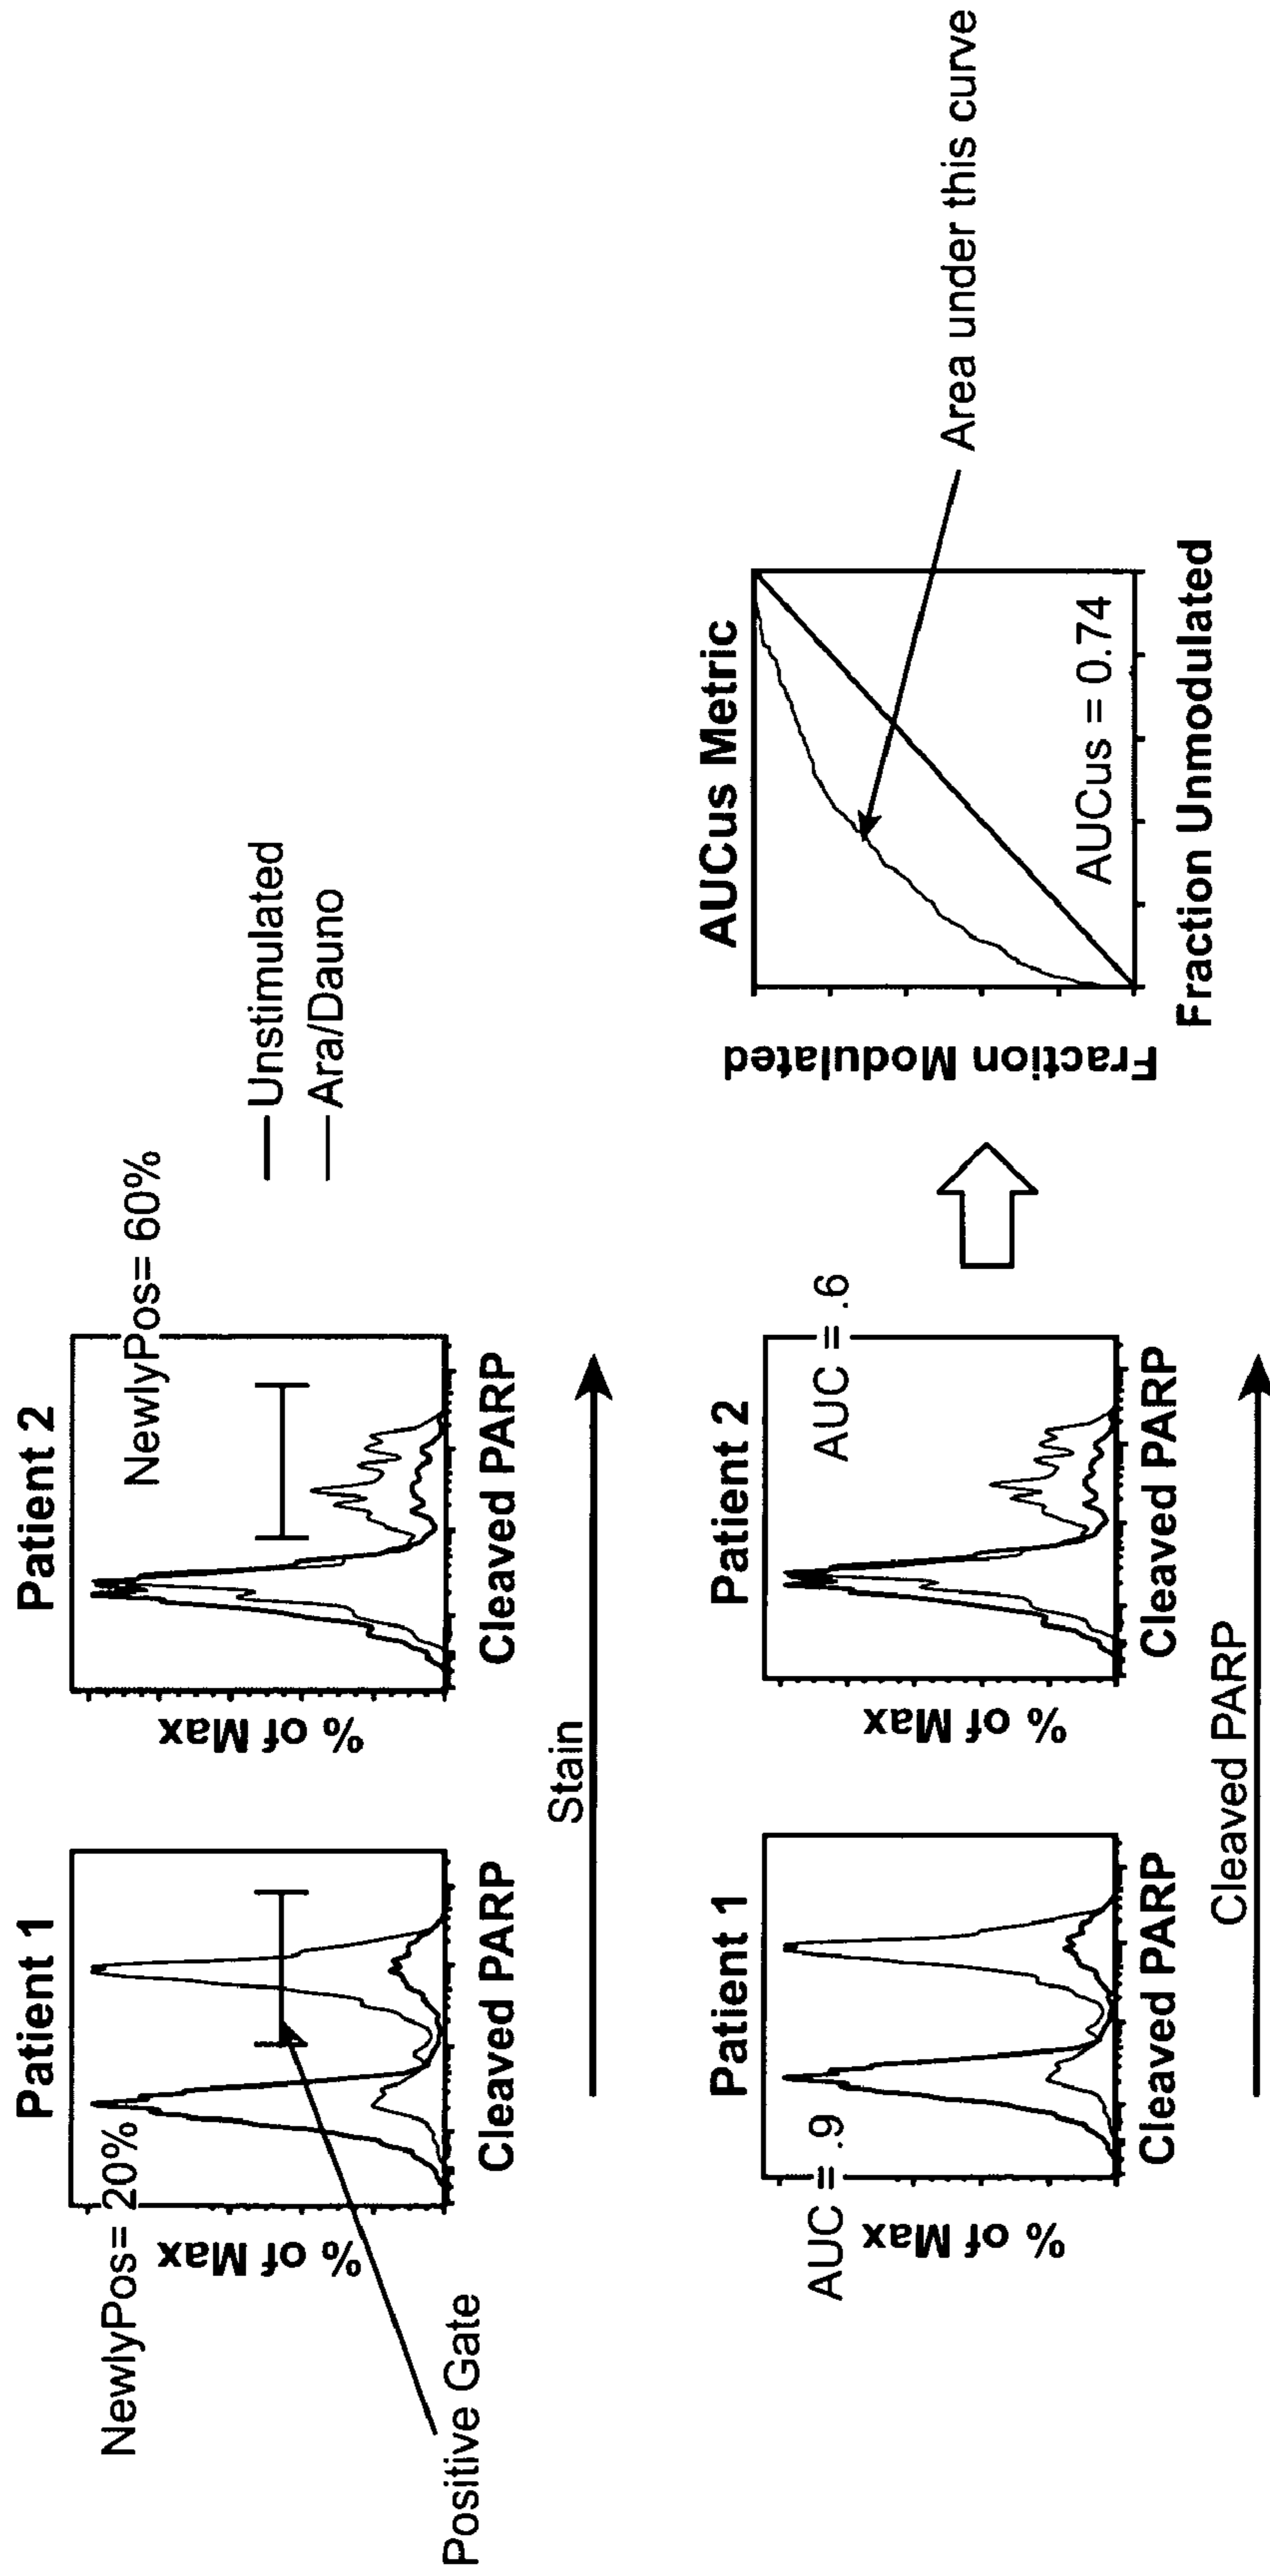 Patient 1
NewlyPos= 20%
% of Max
Cleaved PARP
Positive Gate
Patient 2
NewlyPos= 60%
% of Max
Cleaved PARP
Unstimulated
Ara/Dauno
Stain
Patient 1
AUC = .9
% of Max
Cleaved PARP
Patient 2
AUC = .6
% of Max
Cleaved PARP
Cleaved PARP
AUCus Metric
Fraction Modulated
AUCus = 0.74
Fraction Unmodulated
Area under this curve